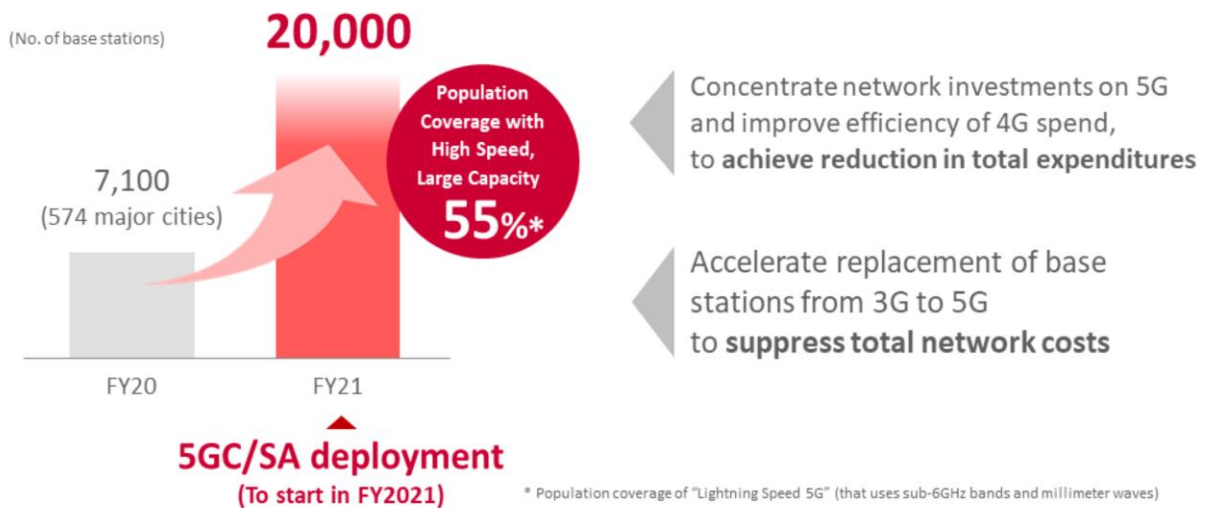 (No. of base stations)
20,000
7,100
(574 major cities)
Population
Coverage with
High Speed,
Large Capacity
55%*
FY20
FY21
5GC/SA deployment
(To start in FY2021)
Concentrate network investments on 5G
and improve efficiency of 4G spend,
to achieve reduction in total expenditures
Accelerate replacement of base
stations from 3G to 5G
to suppress total network costs
* Population coverage of "Lightning Speed 5G" (that uses sub-6GHz bands and millimeter waves)